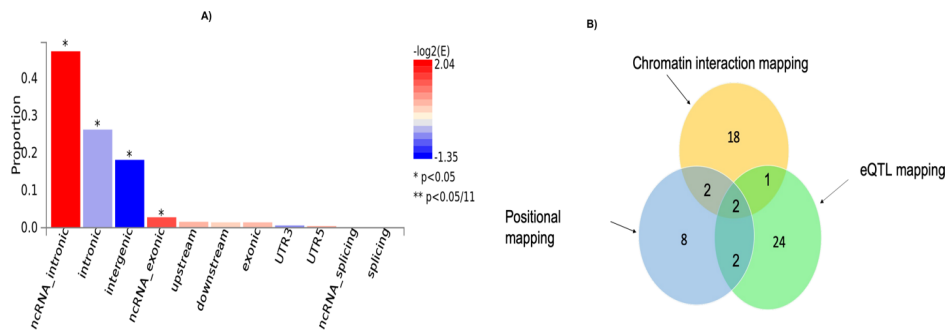 A)
B)
Proportion
0.4
0.3
0.2
0.1
0.0
*
*
*
*
ncRNA_intronic
intronic
intergenic
ncRNA_exonic
upstream
downstream
exonic
UTR3
UTR5
ncRNA_splicing
splicing
-log2(E)
2.04
-1.35
* p<0.05
** p<0.05/11
Chromatin interaction mapping
18
eQTL mapping
2
1
2
Positional
mapping
8
24
2